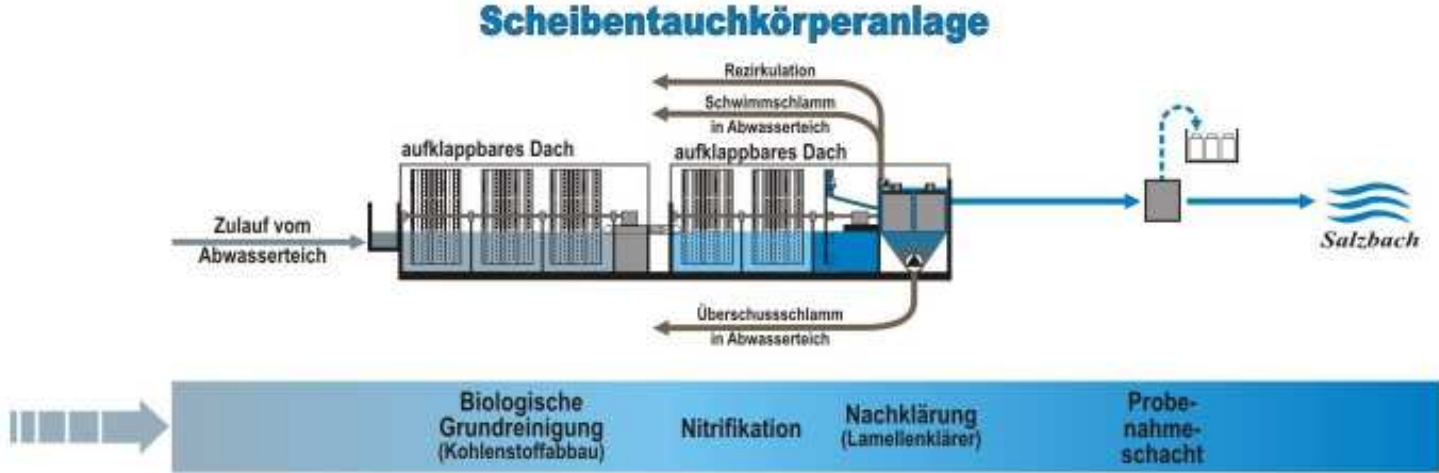 Scheibentauchkörperanlage
Rezirkulation
Schwimmschlamm
in Abwasserteich
aufklappbares Dach
aufklappbares Dach
Zulauf vom
Abwasserteich
Salzbach
Überschussschlamm
in Abwasserteich
Biologische
Grundreinigung
(Kohlenstoffabbau)
Nitrifikation
Nachklärung
(Lamellenklärer)
Probe-
nahme-
schacht